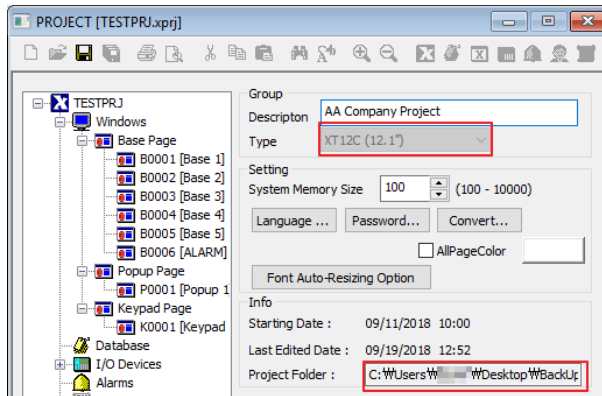 PROJECT [TESTPRJ.xprj]
TESTPRJ
Windows
Base Page
B0001 [Base 1]
B0002 [Base 2]
B0003 [Base 3]
B0004 [Base 4]
B0005 [Base 5]
B0006 [ALARM]
Popup Page
P0001 [Popup 1
Keypad Page
K0001 [Keypad
Database
I/O Devices
Alarms
Group
Descripton AA Company Project
Type XT12C (12.1")
Setting
System Memory Size 100 (100 - 10000)
Language ... Password... Convert...
AllPageColor
Font Auto-Resizing Option
Info
Starting Date : 09/11/2018 10:00
Last Edited Date : 09/19/2018 12:52
Project Folder : C:₩Users₩ ₩Desktop₩BackUp